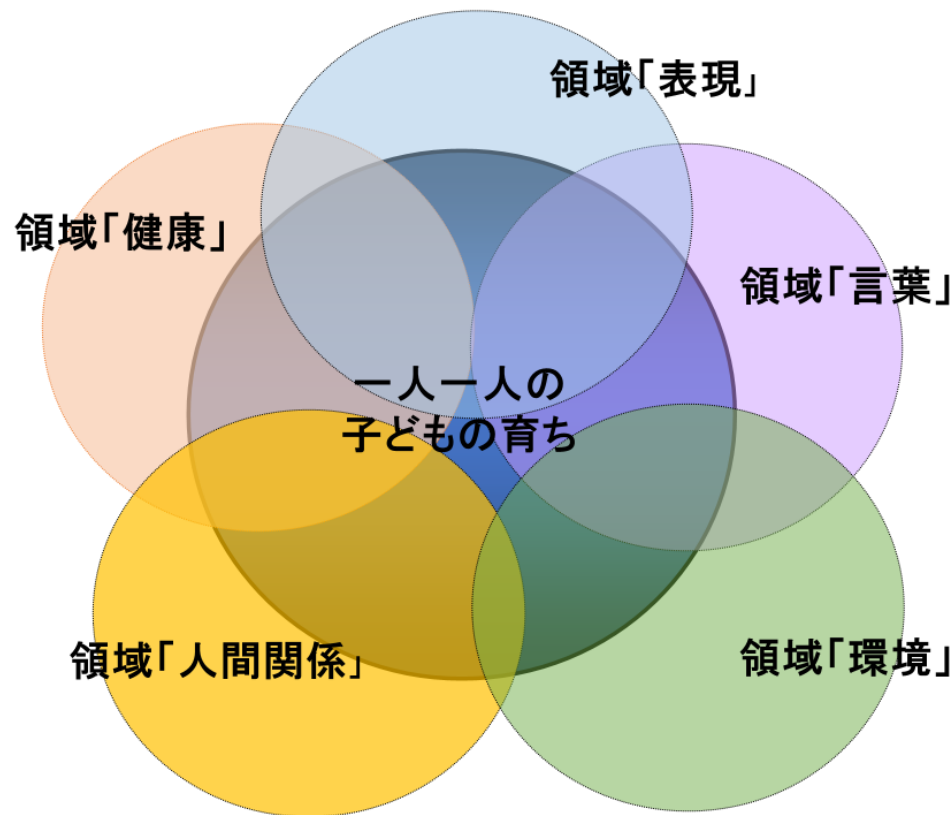 領域「表現」
領域「健康」
領域「言葉」
一人一人の
子どもの育ち
領域「人間関係」
領域「環境」